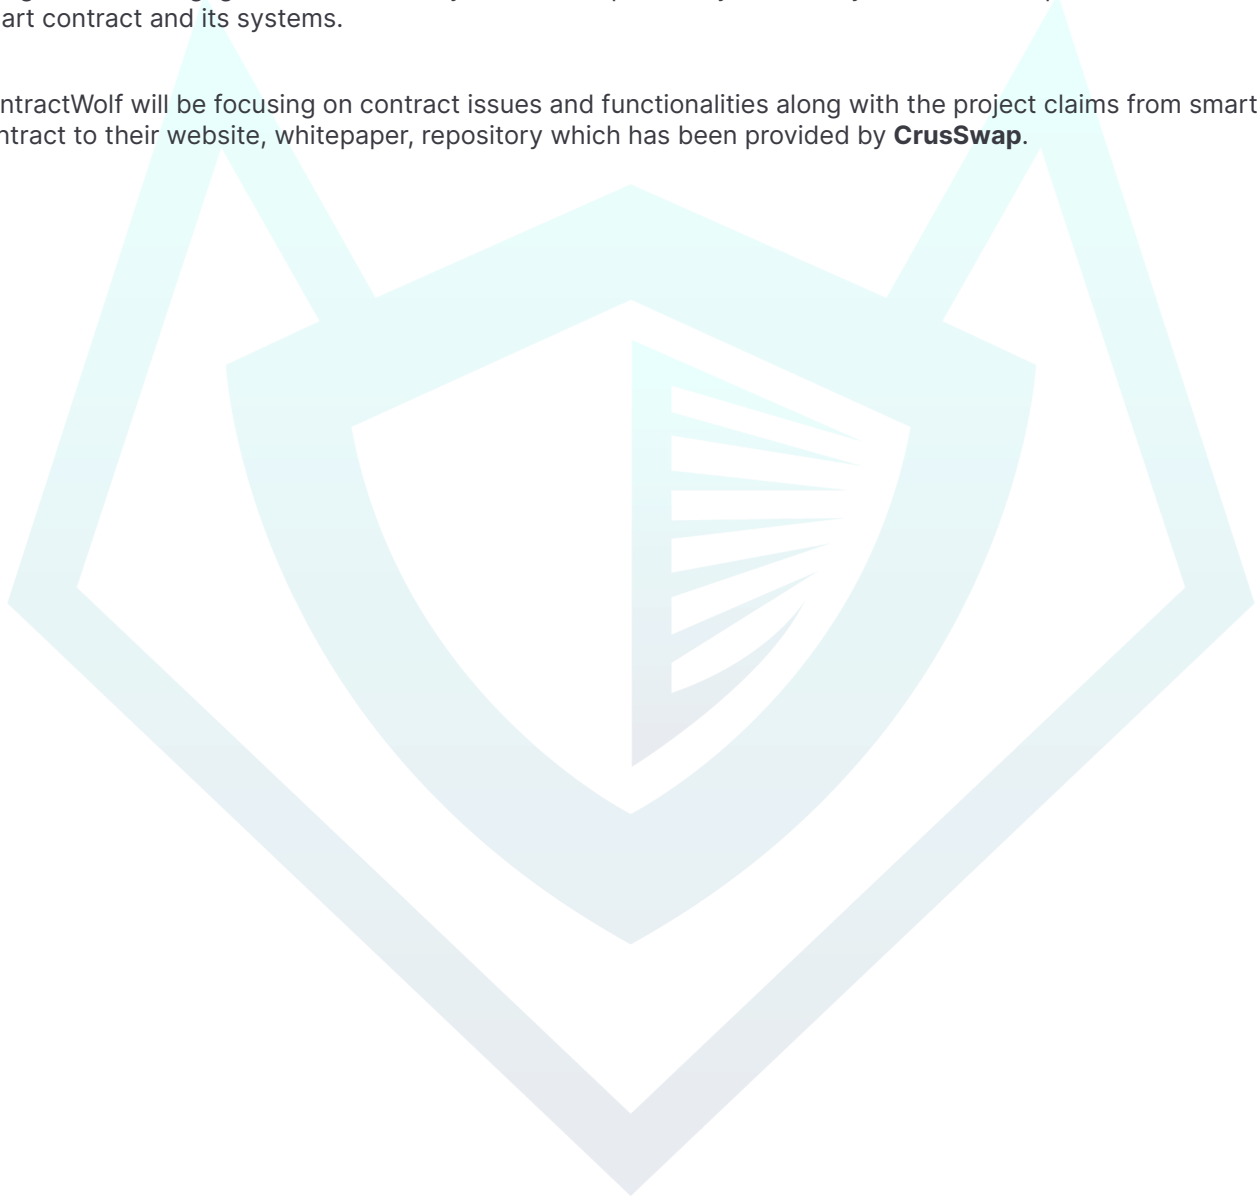 art contract and its systems.
ntractWolf will be focusing on contract issues and functionalities along with the project claims from smart
ntract to their website, whitepaper, repository which has been provided by CrusSwap.